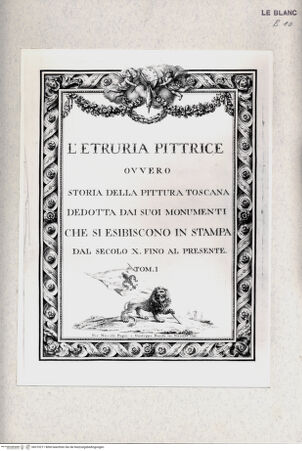 LE BLANC
L'ETRURIA PITTRICE
OVVERO
STORIA DELLA PITTURA TOSCANA
DEDOTTA DAI SUOI MONUMENTI
CHE SI ESIBISCONO IN STAMPA
DAL SECOLO X. FINO AL PRESENTE.
TOM. I